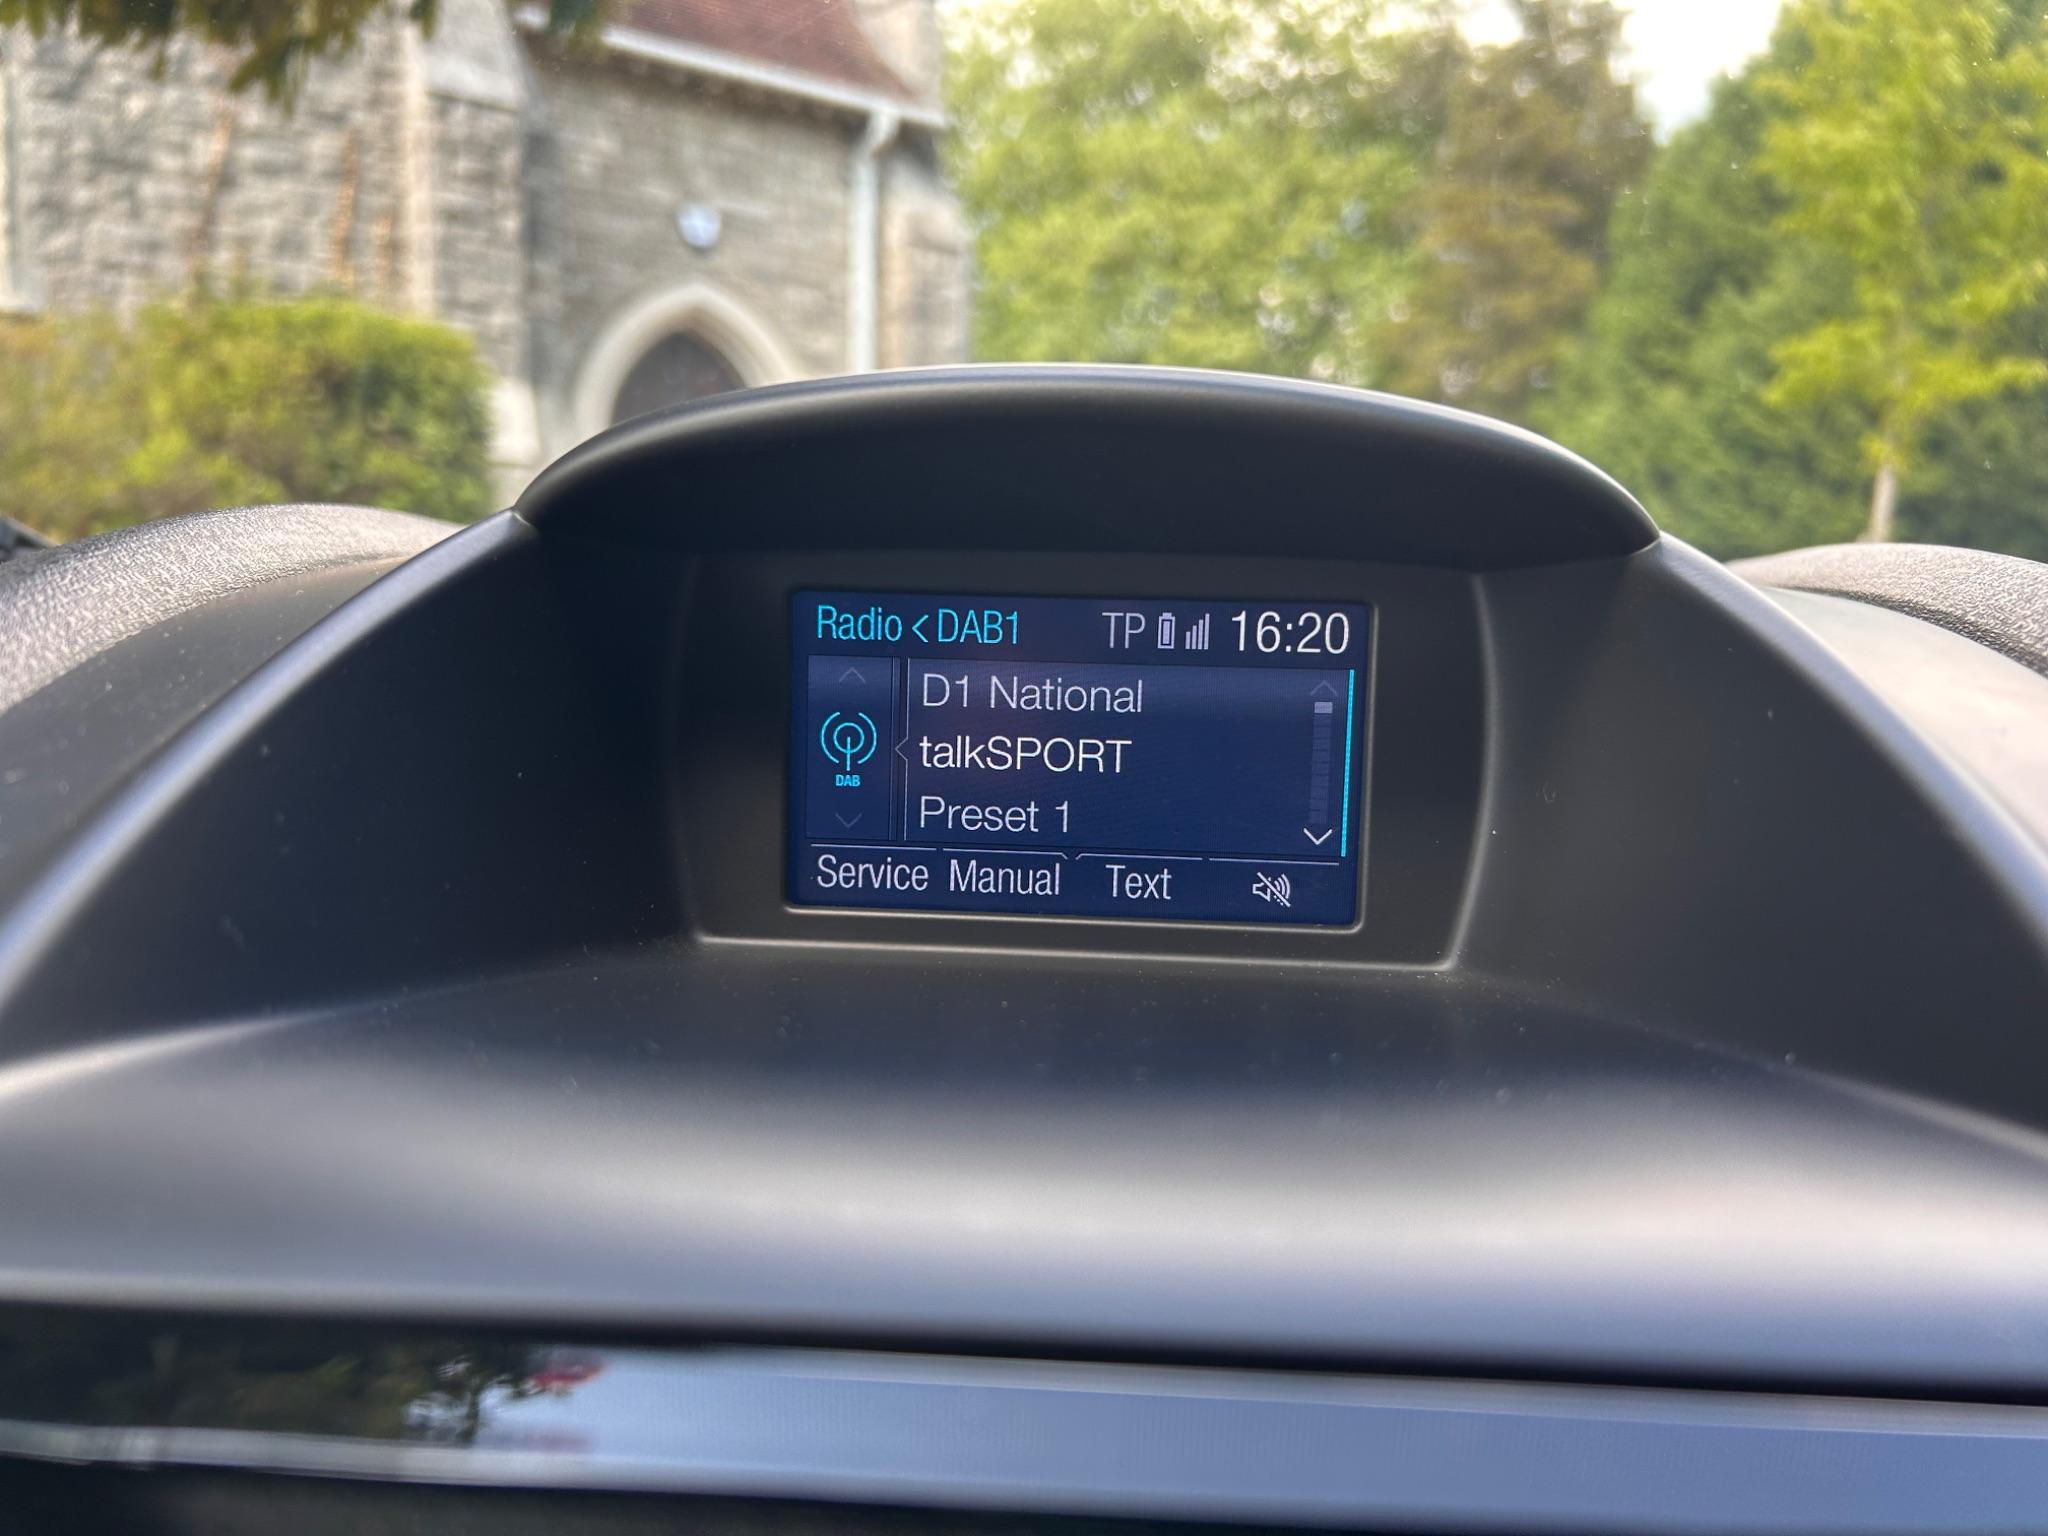 Radio < DAB1 TP 16:20
D1 National
talkSPORT
DAB
Preset 1
Service Manual Text